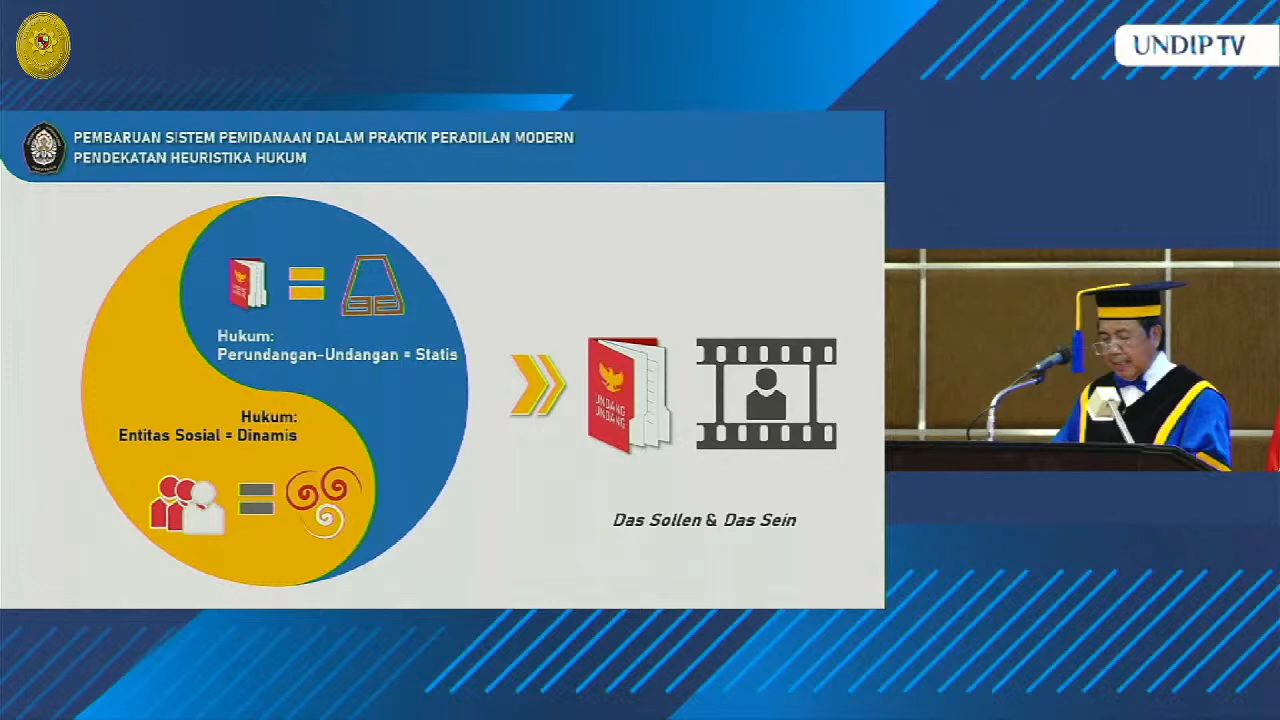 UNDIP TV
PEMBARUAN SISTEM PEMIDANAAN DALAM PRAKTIK PERADILAN MODERN
PENDEKATAN HEURISTIKA HUKUM
Hukum:
Perundangan-Undangan = Statis
Hukum:
Entitas Sosial = Dinamis
UNDANG
UNDANG
Das Sollen & Das Sein